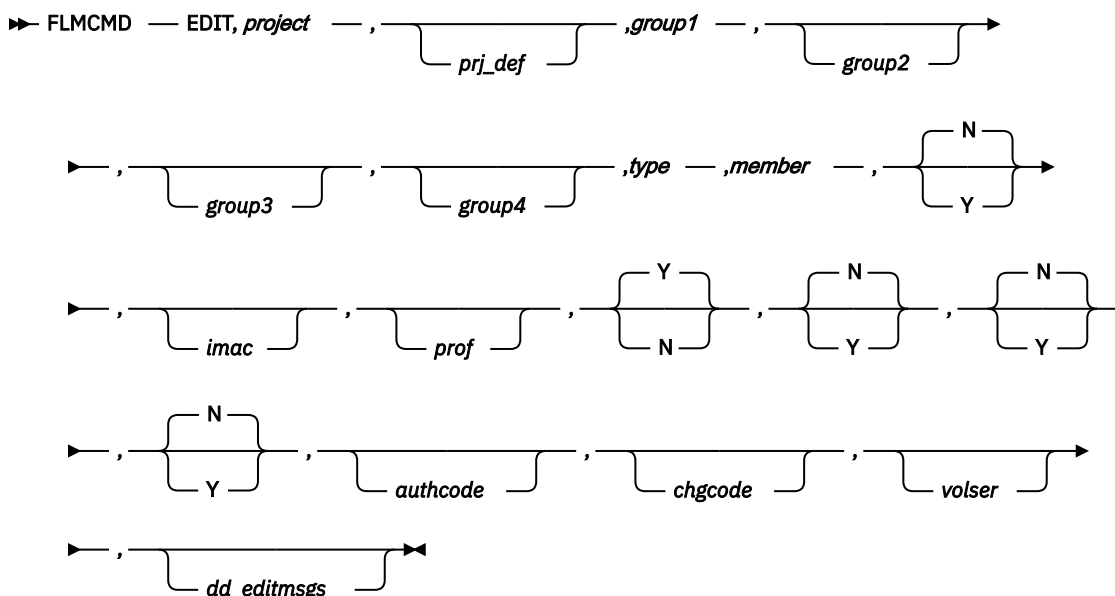 FLMCMD EDIT, project , ,group1 ,
prj_def group2
N
, , ,type ,member ,
group3 group4 Y
Y N N
, , , , ,
imac prof N Y Y
N
, , , ,
Y authcode chgcode volser
,
dd_editmsgs